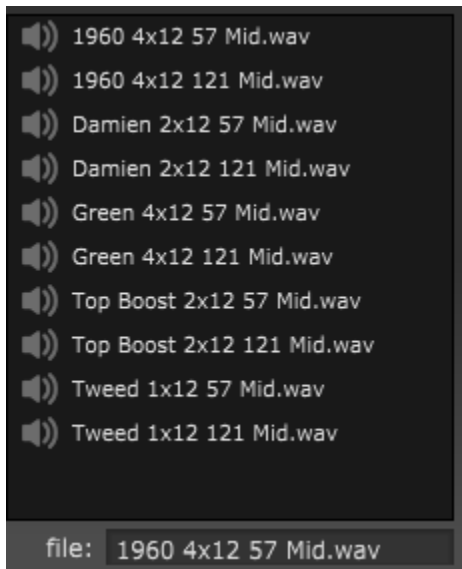 1960 4x12 57 Mid.wav
1960 4x12 121 Mid.wav
Damien 2x12 57 Mid.wav
Damien 2x12 121 Mid.wav
Green 4x12 57 Mid.wav
Green 4x12 121 Mid.wav
Top Boost 2x12 57 Mid.wav
Top Boost 2x12 121 Mid.wav
Tweed 1x12 57 Mid.wav
Tweed 1x12 121 Mid.wav
file: 1960 4x12 57 Mid.wav